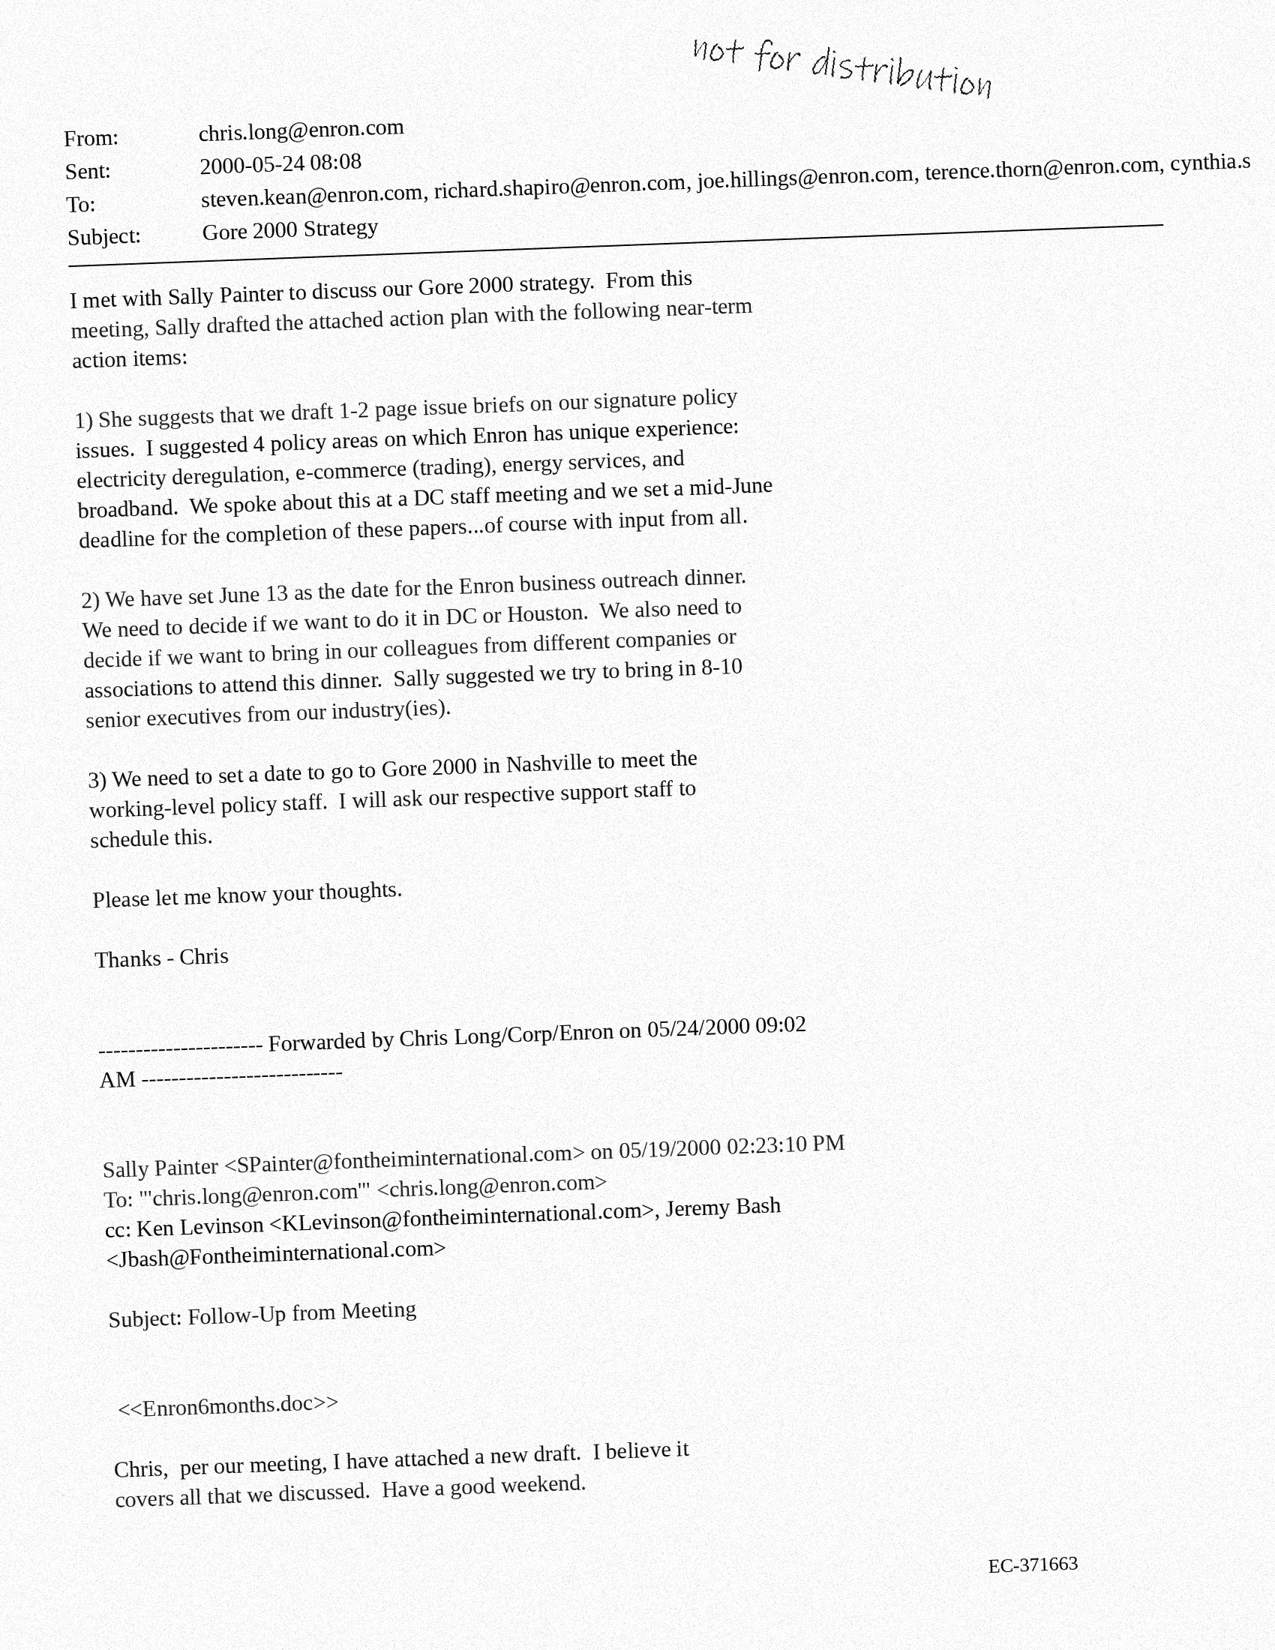 not for distribution
From: chris.long@enron.com
Sent: 2000-05-24 08:08
To: steven.kean@enron.com, richard.shapiro@enron.com, joe.hillings@enron.com, terence.thorn@enron.com, cynthia.s
Subject: Gore 2000 Strategy
I met with Sally Painter to discuss our Gore 2000 strategy.  From this
meeting, Sally drafted the attached action plan with the following near-term
action items:
1) She suggests that we draft 1-2 page issue briefs on our signature policy
issues.  I suggested 4 policy areas on which Enron has unique experience:
electricity deregulation, e-commerce (trading), energy services, and
broadband.  We spoke about this at a DC staff meeting and we set a mid-June
deadline for the completion of these papers...of course with input from all.
2) We have set June 13 as the date for the Enron business outreach dinner.
We need to decide if we want to do it in DC or Houston.  We also need to
decide if we want to bring in our colleagues from different companies or
associations to attend this dinner.  Sally suggested we try to bring in 8-10
senior executives from our industry(ies).
3) We need to set a date to go to Gore 2000 in Nashville to meet the
working-level policy staff.  I will ask our respective support staff to
schedule this.
Please let me know your thoughts.
Thanks - Chris
---------------------- Forwarded by Chris Long/Corp/Enron on 05/24/2000 09:02
AM ---------------------------
Sally Painter <SPainter@fontheiminternational.com> on 05/19/2000 02:23:10 PM
To: "'chris.long@enron.com'" <chris.long@enron.com>
cc: Ken Levinson <KLevinson@fontheiminternational.com>, Jeremy Bash
<Jbash@Fontheiminternational.com>
Subject: Follow-Up from Meeting
<<Enron6months.doc>>
Chris,  per our meeting, I have attached a new draft.  I believe it
covers all that we discussed.  Have a good weekend.
EC-371663